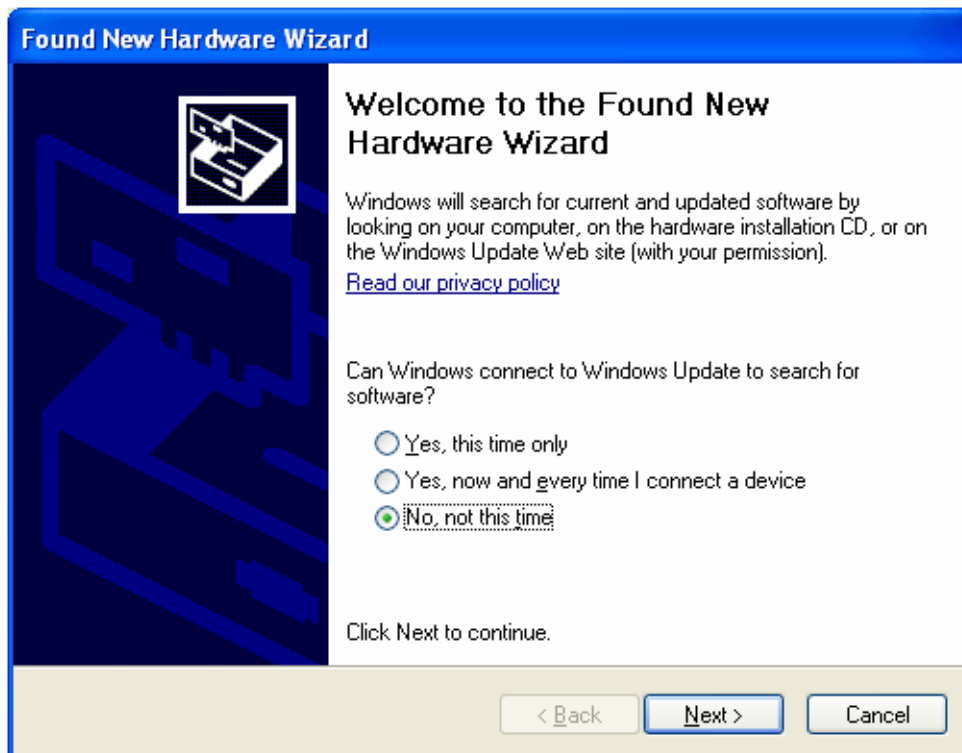 Found New Hardware Wizard
Welcome to the Found New
Hardware Wizard
Windows will search for current and updated software by
looking on your computer, on the hardware installation CD, or on
the Windows Update Web site (with your permission).
Read our privacy policy
Can Windows connect to Windows Update to search for
software?
Yes, this time only
Yes, now and every time I connect a device
No, not this time
Click Next to continue.
< Back
Next >
Cancel